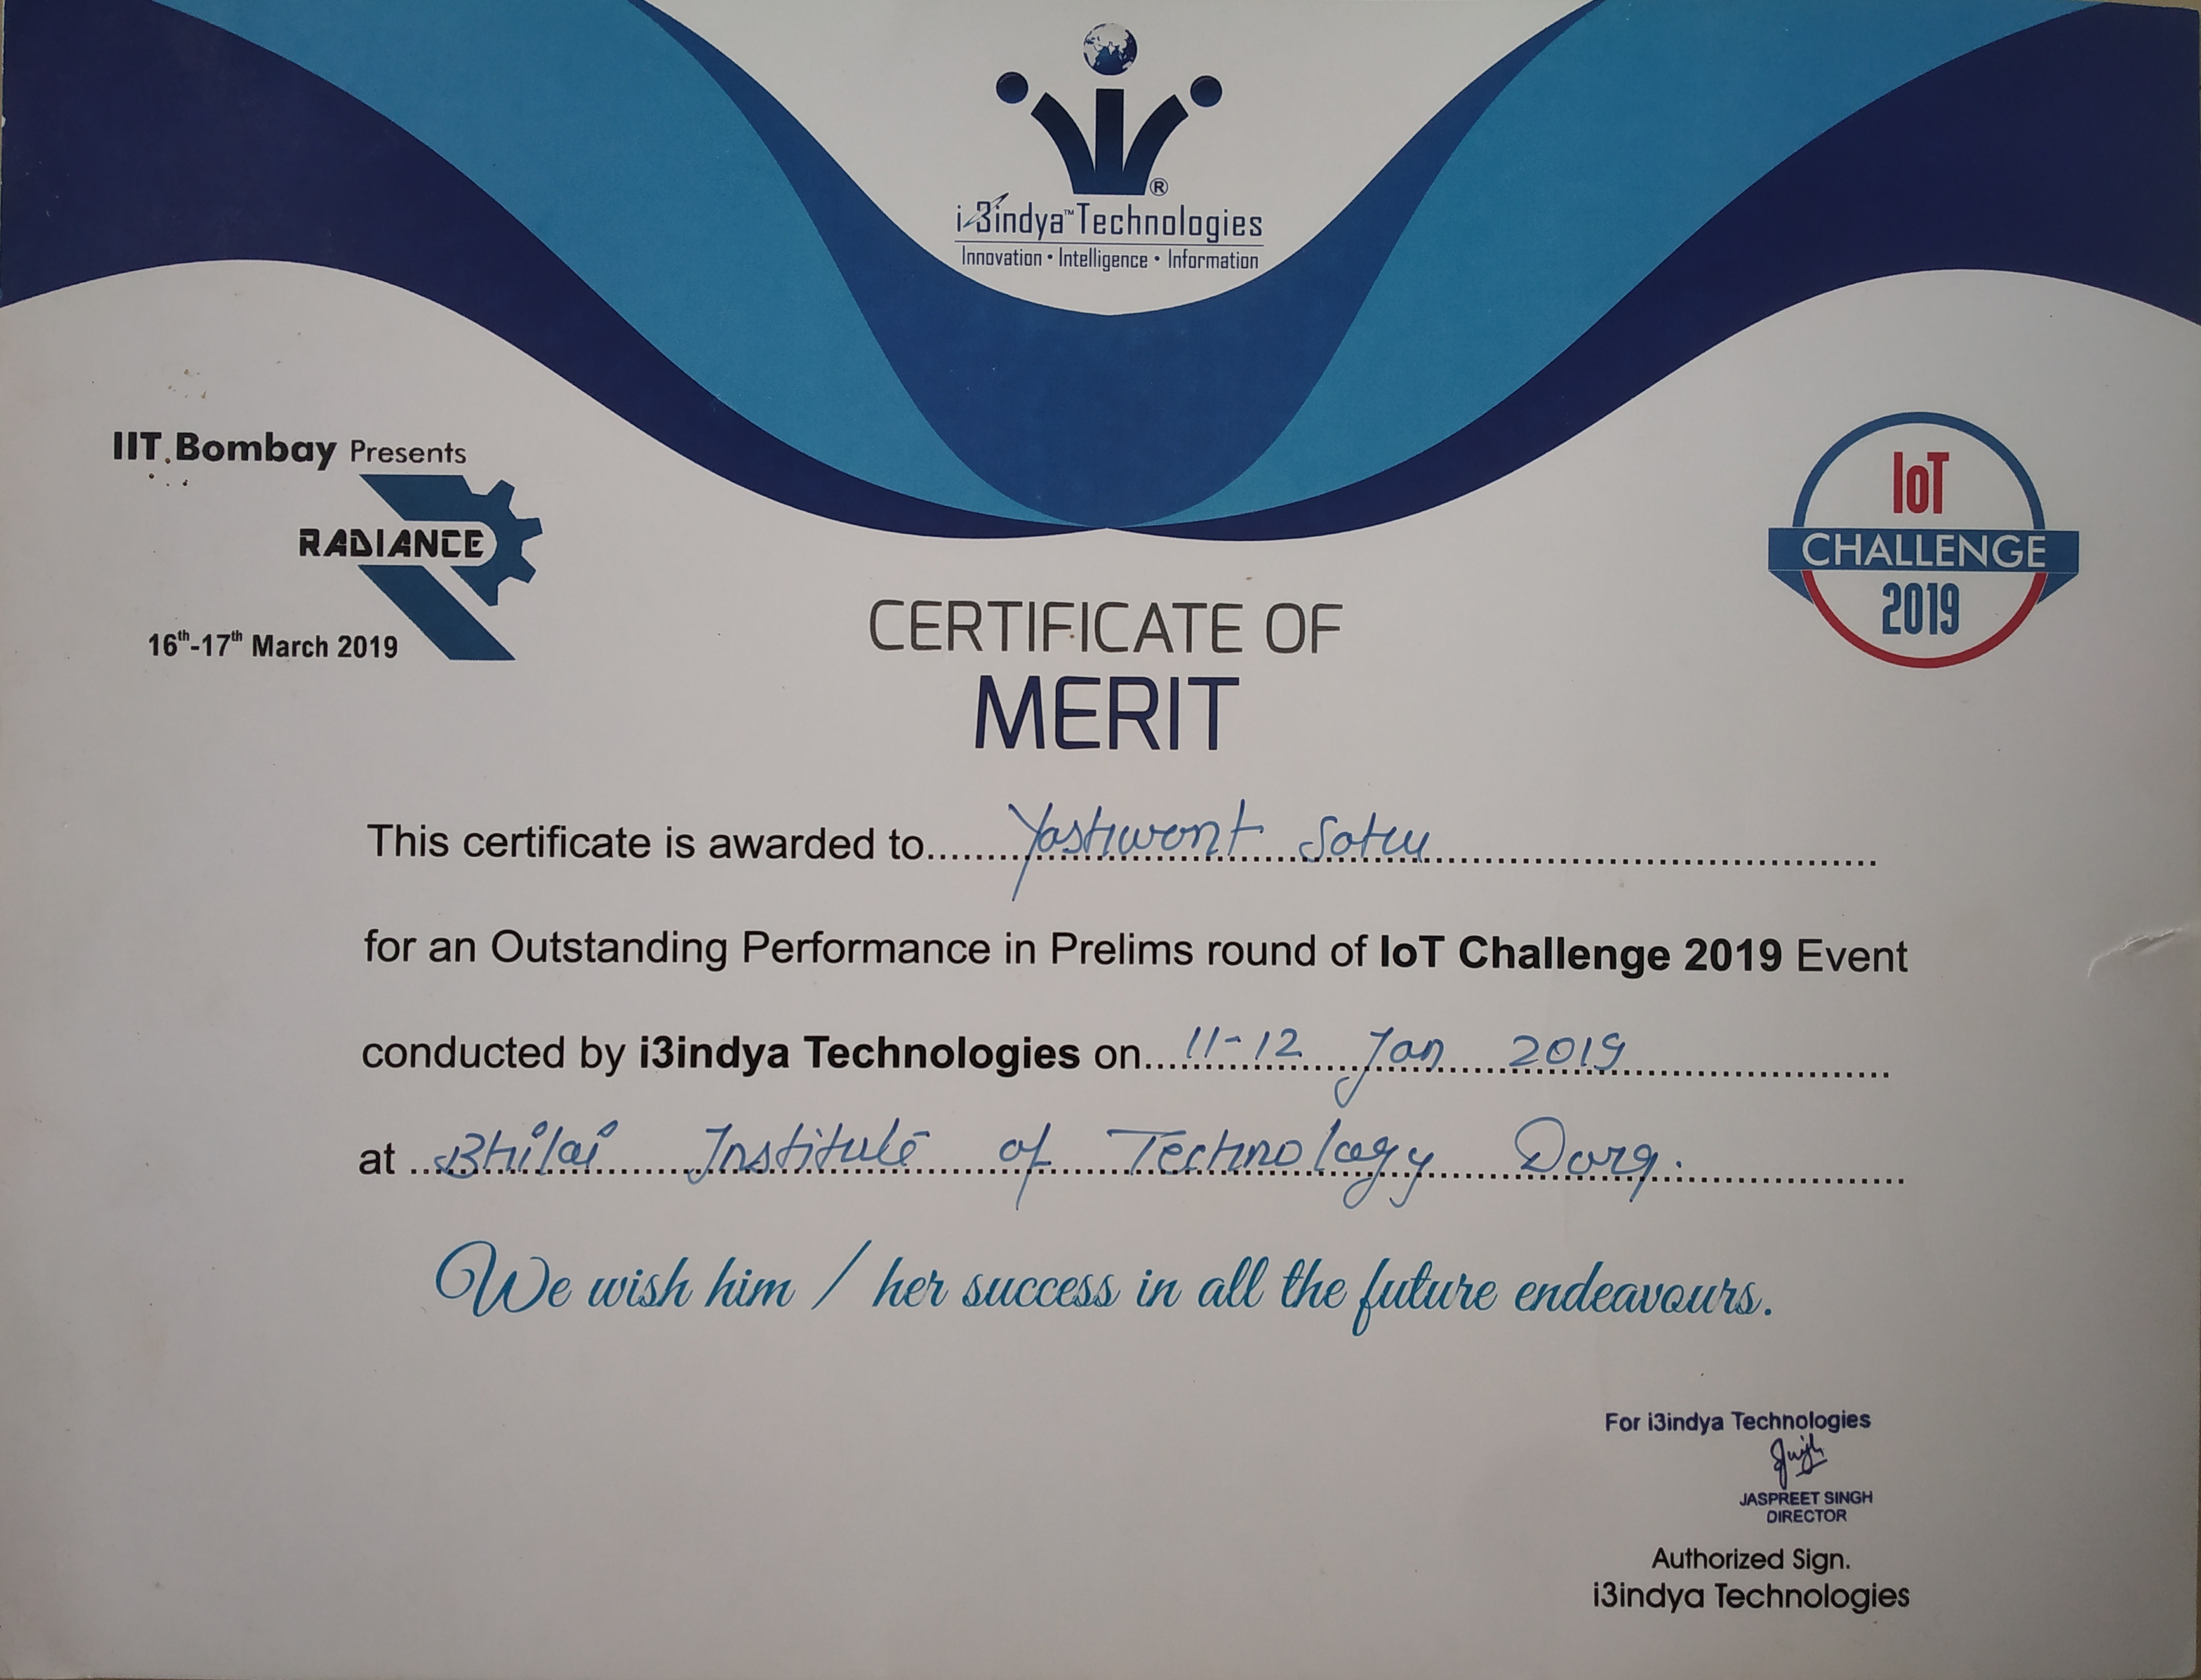 i3indya™Technologies
Innovation • Intelligence • Information
IIT Bombay Presents
RADIANCE
16th-17th March 2019
IoT
CHALLENGE
2019
CERTIFICATE OF
MERIT
This certificate is awarded to Yashwant
for an Outstanding Performance in Prelims round of IoT Challenge 2019 Event
conducted by i3indya Technologies on 11-12 Jan 2019
at Bhilai Institute of Technology Durg.
We wish him / her success in all the future endeavours.
For i3indya Technologies
JASPREET SINGH
DIRECTOR
Authorized Sign.
i3indya Technologies